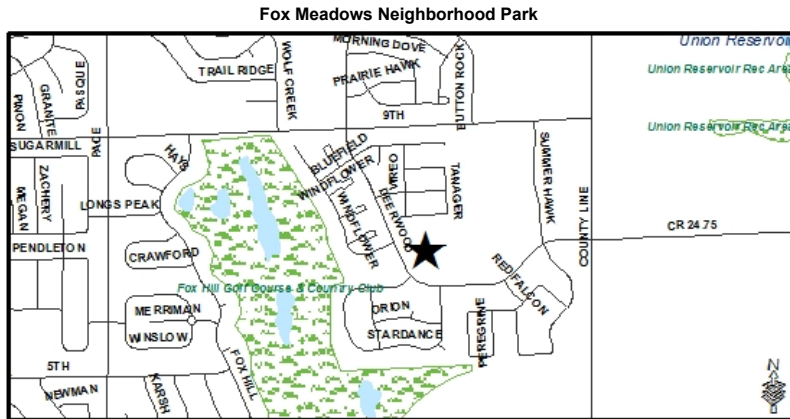 Fox Meadows Neighborhood Park
Union Reservoir
MORNING DOVE
WOLF CREEK
BUTTON ROCK
TRAIL RIDGE
PRAIRIE HAWK
Union Reservoir Rec Area
PASQUE
GRANITE
PINON
9TH
PACE
SUGARMILL
HAYS
BLUEFIELD
WINDFLOWER
VIREO
TANAGER
SUMMER HAWK
Union Reservoir Rec Area
ZACHERY
MEGAN
LONGS PEAK
WINDFLOWER
DEERWOOD
COUNTY LINE
CR 24.75
PENDLETON
CRAWFORD
RED FALCON
Fox Hill Golf Course & Country Club
MERRIMAN
ORION
WINSLOW
STARDANCE
PEREGRINE
5TH
FOX HILL
NEWMAN
KARSH
N